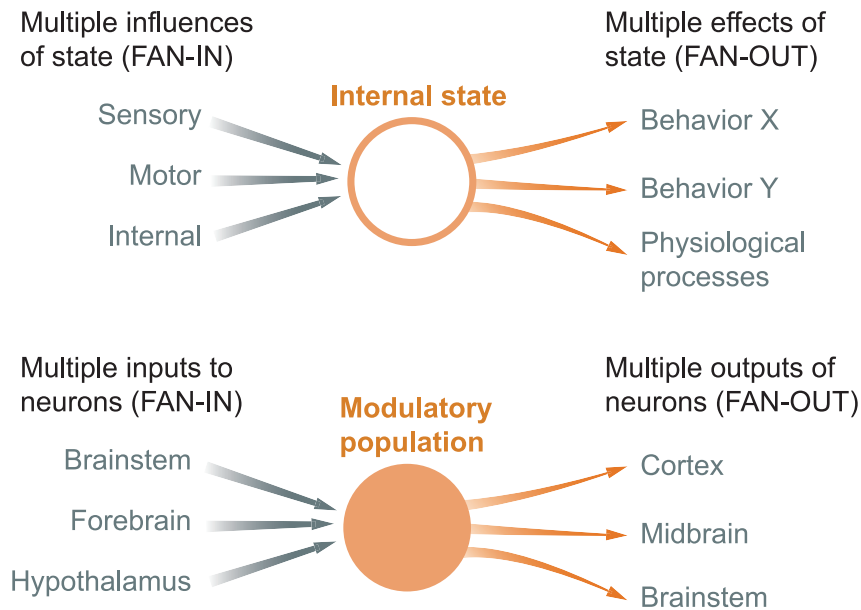 Multiple influences
of state (FAN-IN)
Multiple effects of
state (FAN-OUT)
Internal state
Sensory
Motor
Internal
Behavior X
Behavior Y
Physiological
processes
Multiple inputs to
neurons (FAN-IN)
Multiple outputs of
neurons (FAN-OUT)
Modulatory
population
Brainstem
Forebrain
Hypothalamus
Cortex
Midbrain
Brainstem